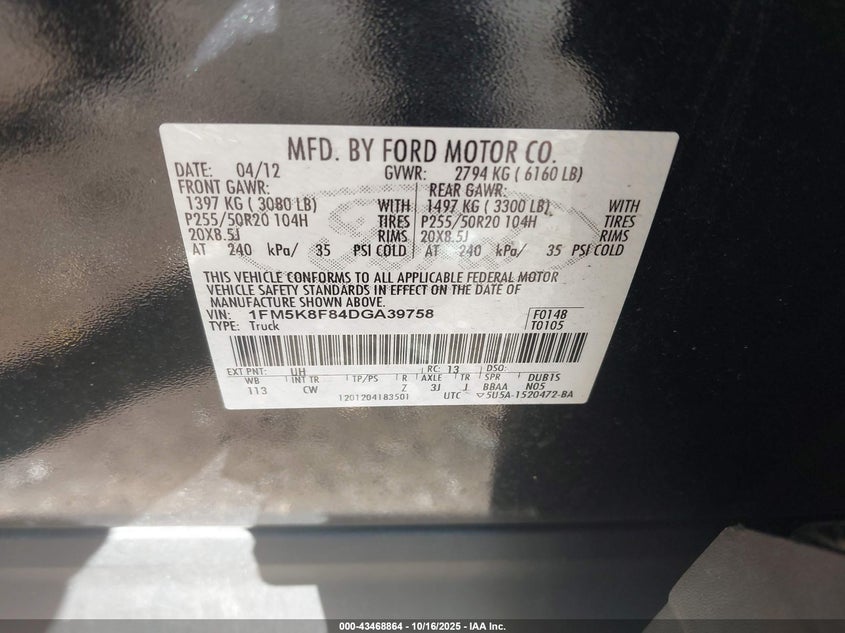 MFD. BY FORD MOTOR CO.
DATE: 04/12 GVWR: 2794 KG ( 6160 LB)
FRONT GAWR: REAR GAWR:
1397 KG ( 3080 LB) WITH 1497 KG ( 3300 LB) WITH
P255/50R20 104H TIRES P255/50R20 104H TIRES
20X8.5J RIMS 20X8.5J RIMS
AT 240 kPa/ 35 PSI COLD AT 240 kPa/ 35 PSI COLD
THIS VEHICLE CONFORMS TO ALL APPLICABLE FEDERAL MOTOR
VEHICLE SAFETY STANDARDS IN EFFECT ON THE DATE OF
MANUFACTURE SHOWN ABOVE.
VIN: 1FM5K8F84DGA39758 F0148
TYPE: Truck T0105
EXT PNT: UH RC: 13 DSO:
WB INT TR TP/PS R AXLE TR SPR DUB1S
113 CW Z 3J J BBAA N05
1201204183501 UTC ▽5U5A-1520472-BA
000-43468864 / 10/16/2025 - IAA Inc.